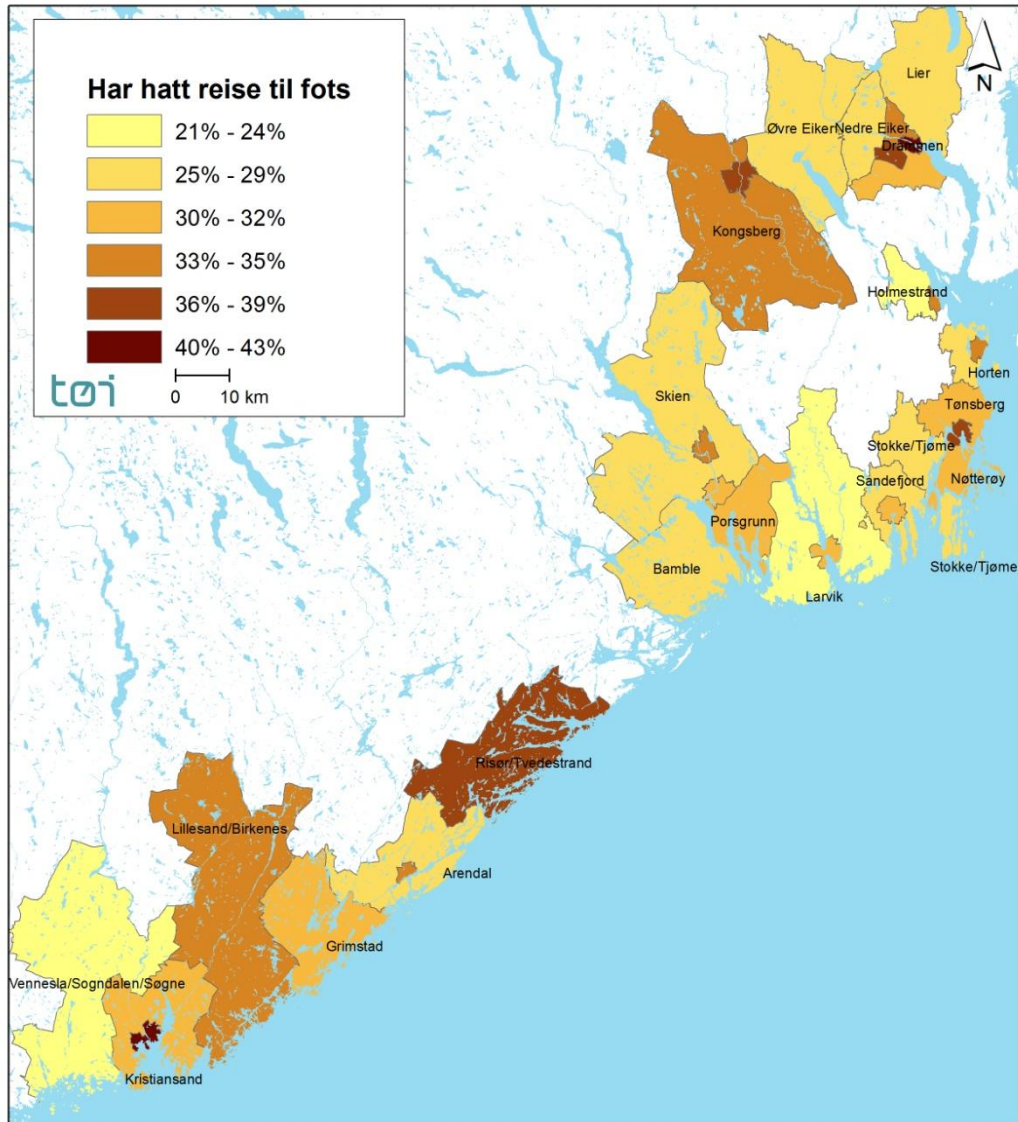 Har hatt reise til fots
21% - 24%
25% - 29%
30% - 32%
33% - 35%
36% - 39%
40% - 43%
tøi
0 10 km
N
Lier
Øvre Eiker
Nedre Eiker
Drammen
Kongsberg
Holmestrand
Horten
Skien
Tønsberg
Stokke/Tjøme
Sandefjord
Nøtterøy
Porsgrunn
Bamble
Stokke/Tjøme
Larvik
Risør/Tvedestrand
Lillesand/Birkenes
Arendal
Grimstad
Vennesla/Sogndalen/Søgne
Kristiansand